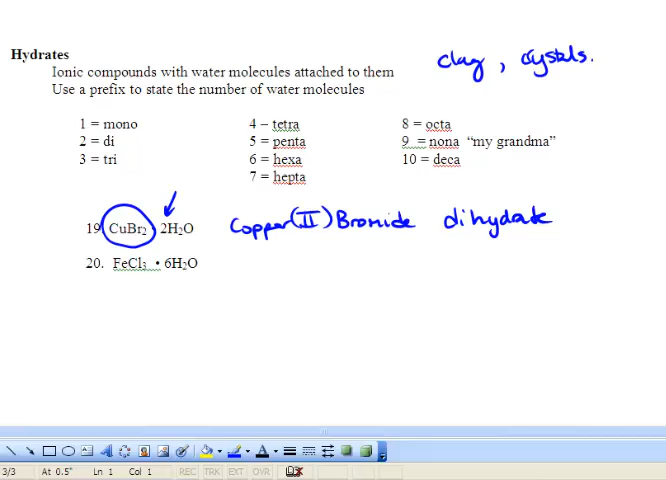 Hydrates
clay, crystals.
Ionic compounds with water molecules attached to them
Use a prefix to state the number of water molecules
1 = mono 4 – tetra 8 = octa
2 = di 5 = penta 9 = nona "my grandma"
3 = tri 6 = hexa 10 = deca
7 = hepta
19 CuBr₂ 2H₂O Copper(II) Bromide dihydrate
20. FeCl₃ • 6H₂O
3/3 At 0.5" Ln 1 Col 1 REC TRK EXT OVR